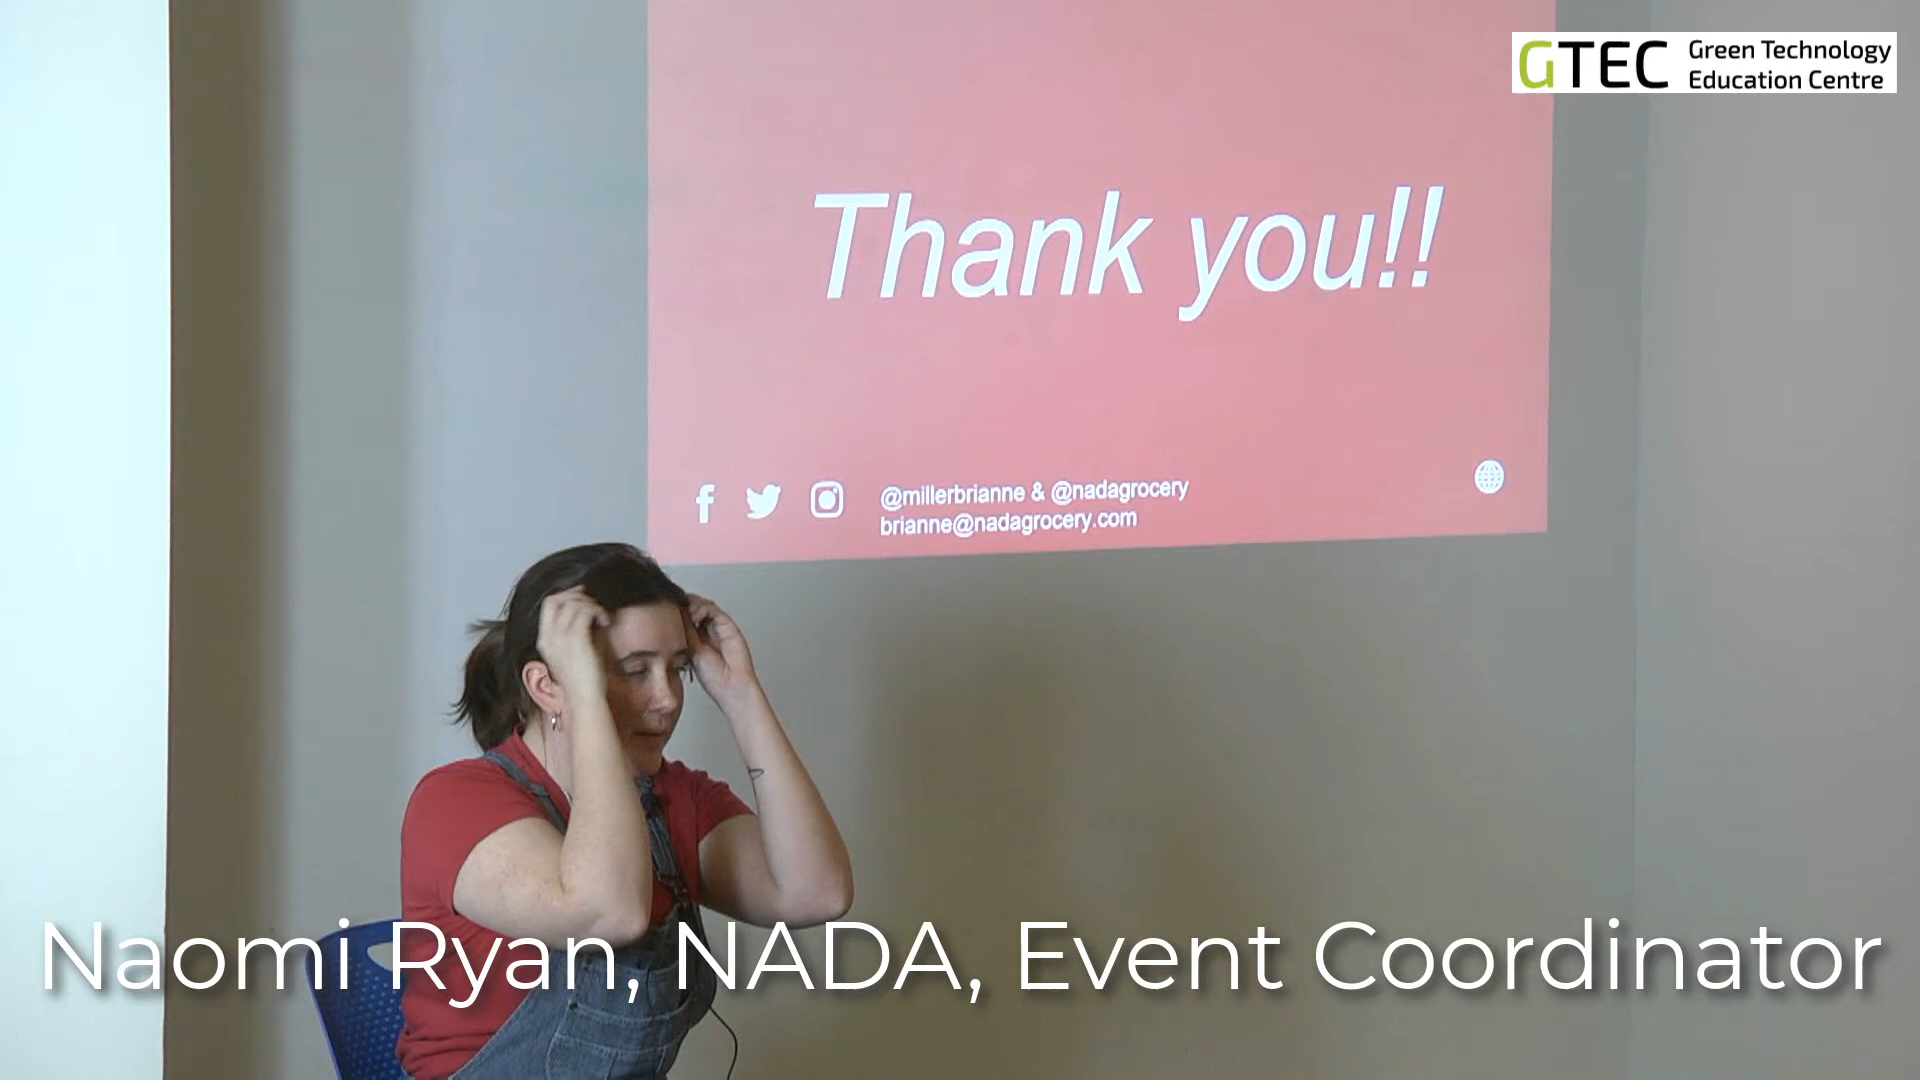 GTEC Green Technology
Education Centre
Thank you!!
@millerbrianne & @nadagrocery
brianne@nadagrocery.com
Naomi Ryan, NADA, Event Coordinator